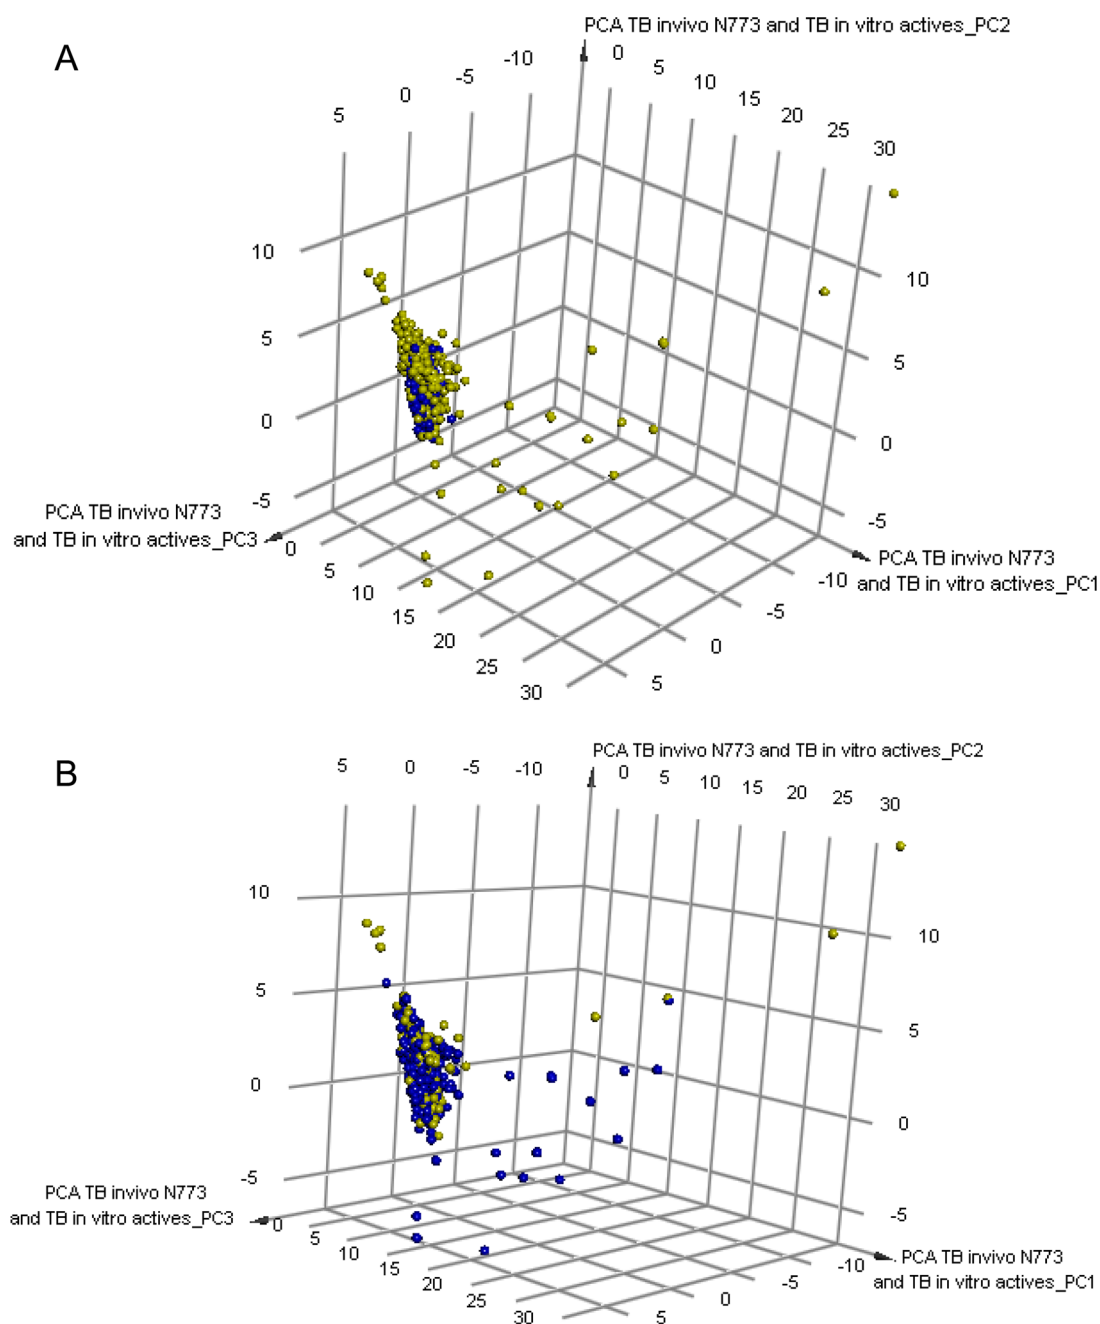 A
PCA TB invivo N773 and TB in vitro actives_PC2
5 0 -5 -10 0 5 10 15 20 25 30
10 5 0 -5
10 5 0 -5
PCA TB invivo N773
and TB in vitro actives_PC3
0 5 10 15 20 25 30
5 0 -5 -10
PCA TB invivo N773
and TB in vitro actives_PC1
B
PCA TB invivo N773 and TB in vitro actives_PC2
5 0 -5 -10 0 5 10 15 20 25 30
10 5 0 -5
10 5 0 -5
PCA TB invivo N773
and TB in vitro actives_PC3
0 5 10 15 20 25 30
5 0 -5 -10
PCA TB invivo N773
and TB in vitro actives_PC1